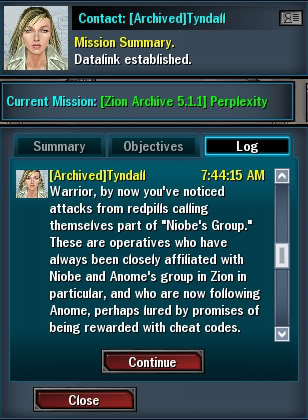 Contact: [Archived]Tyndall
Mission Summary.
Datalink established.
Current Mission: [Zion Archive 5.1.1] Perplexity
Summary
Objectives
Log
[Archived]Tyndall 7:44:15 AM
Warrior, by now you've noticed
attacks from redpills calling
themselves part of "Niobe's Group."
These are operatives who have
always been closely affiliated with
Niobe and Anome's group in Zion in
particular, and who are now following
Anome, perhaps lured by promises of
being rewarded with cheat codes.
Continue
Close